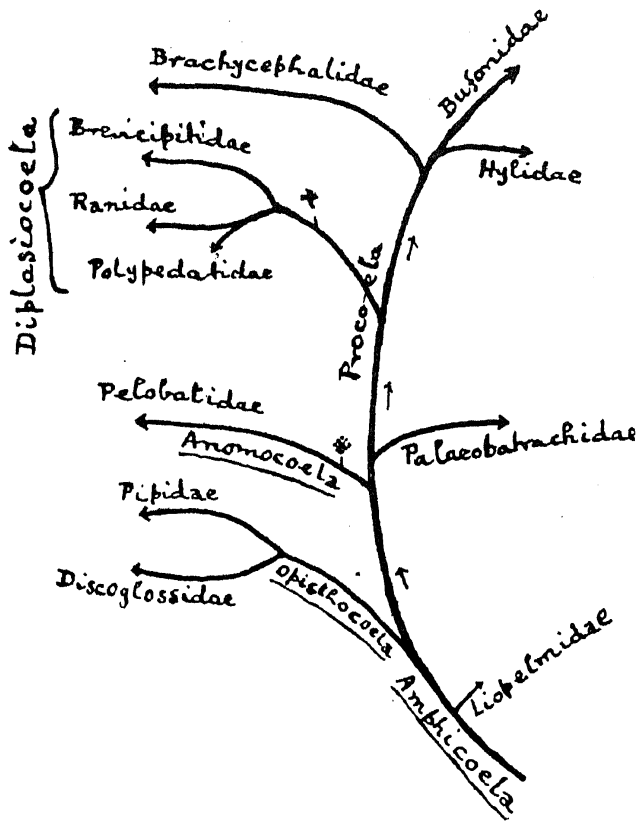 Brachycephalidae
Bufonidae
Hylidae
Diplasiocoela
Brevicipitidae
Ranidae
Polypedatidae
Procoela
Pelobatidae
Anomocoela
Palaeobatrachidae
Pipidae
Discoglossidae
Opisthocoela
Liopelmidae
Amphicoela